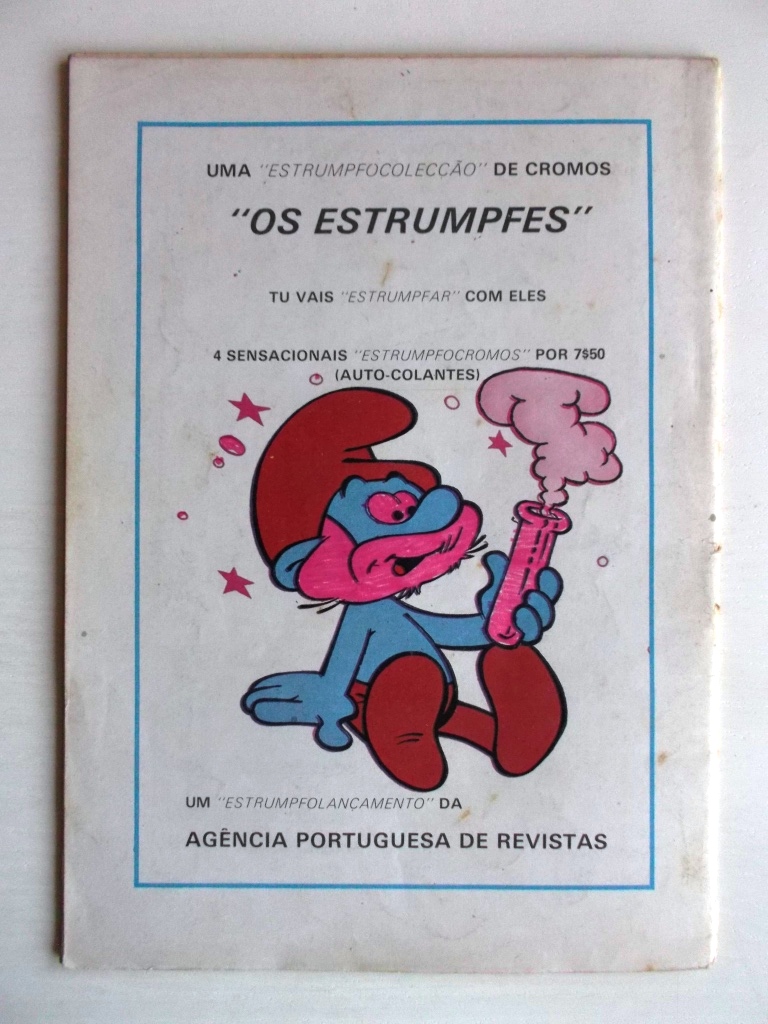 UMA "ESTRUMPFOCOLECÇÃO" DE CROMOS
"OS ESTRUMPFES"
TU VAIS "ESTRUMPFAR" COM ELES
4 SENSACIONAIS "ESTRUMPFOCROMOS" POR 7$50
(AUTO-COLANTES)
UM "ESTRUMPFOLANÇAMENTO" DA
AGÊNCIA PORTUGUESA DE REVISTAS